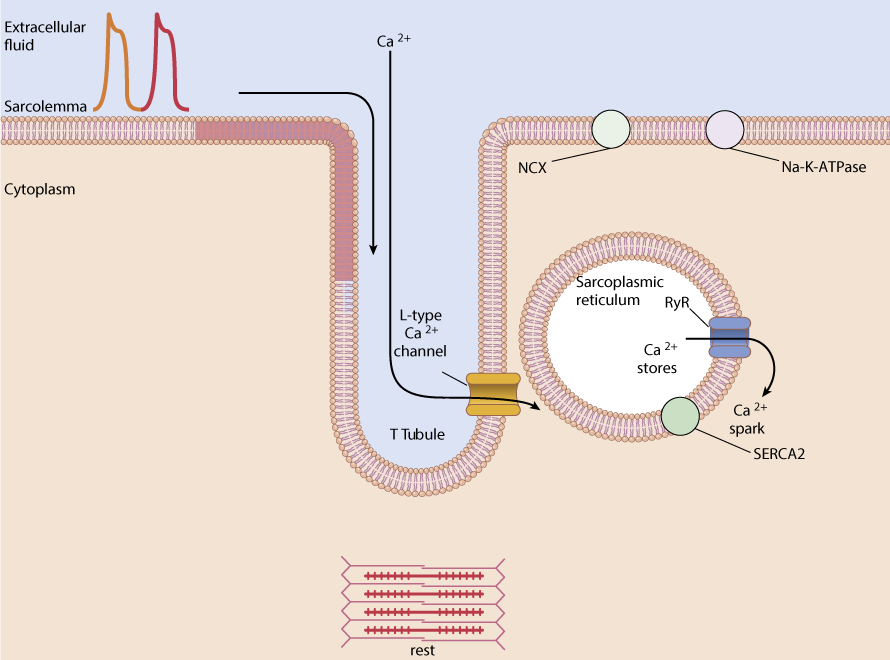 Extracellular
fluid
Ca 2+
Sarcolemma
NCX
Na-K-ATPase
Cytoplasm
Sarcoplasmic
reticulum
RyR
L-type
Ca 2+
channel
Ca 2+
stores
Ca 2+
spark
T Tubule
SERCA2
rest